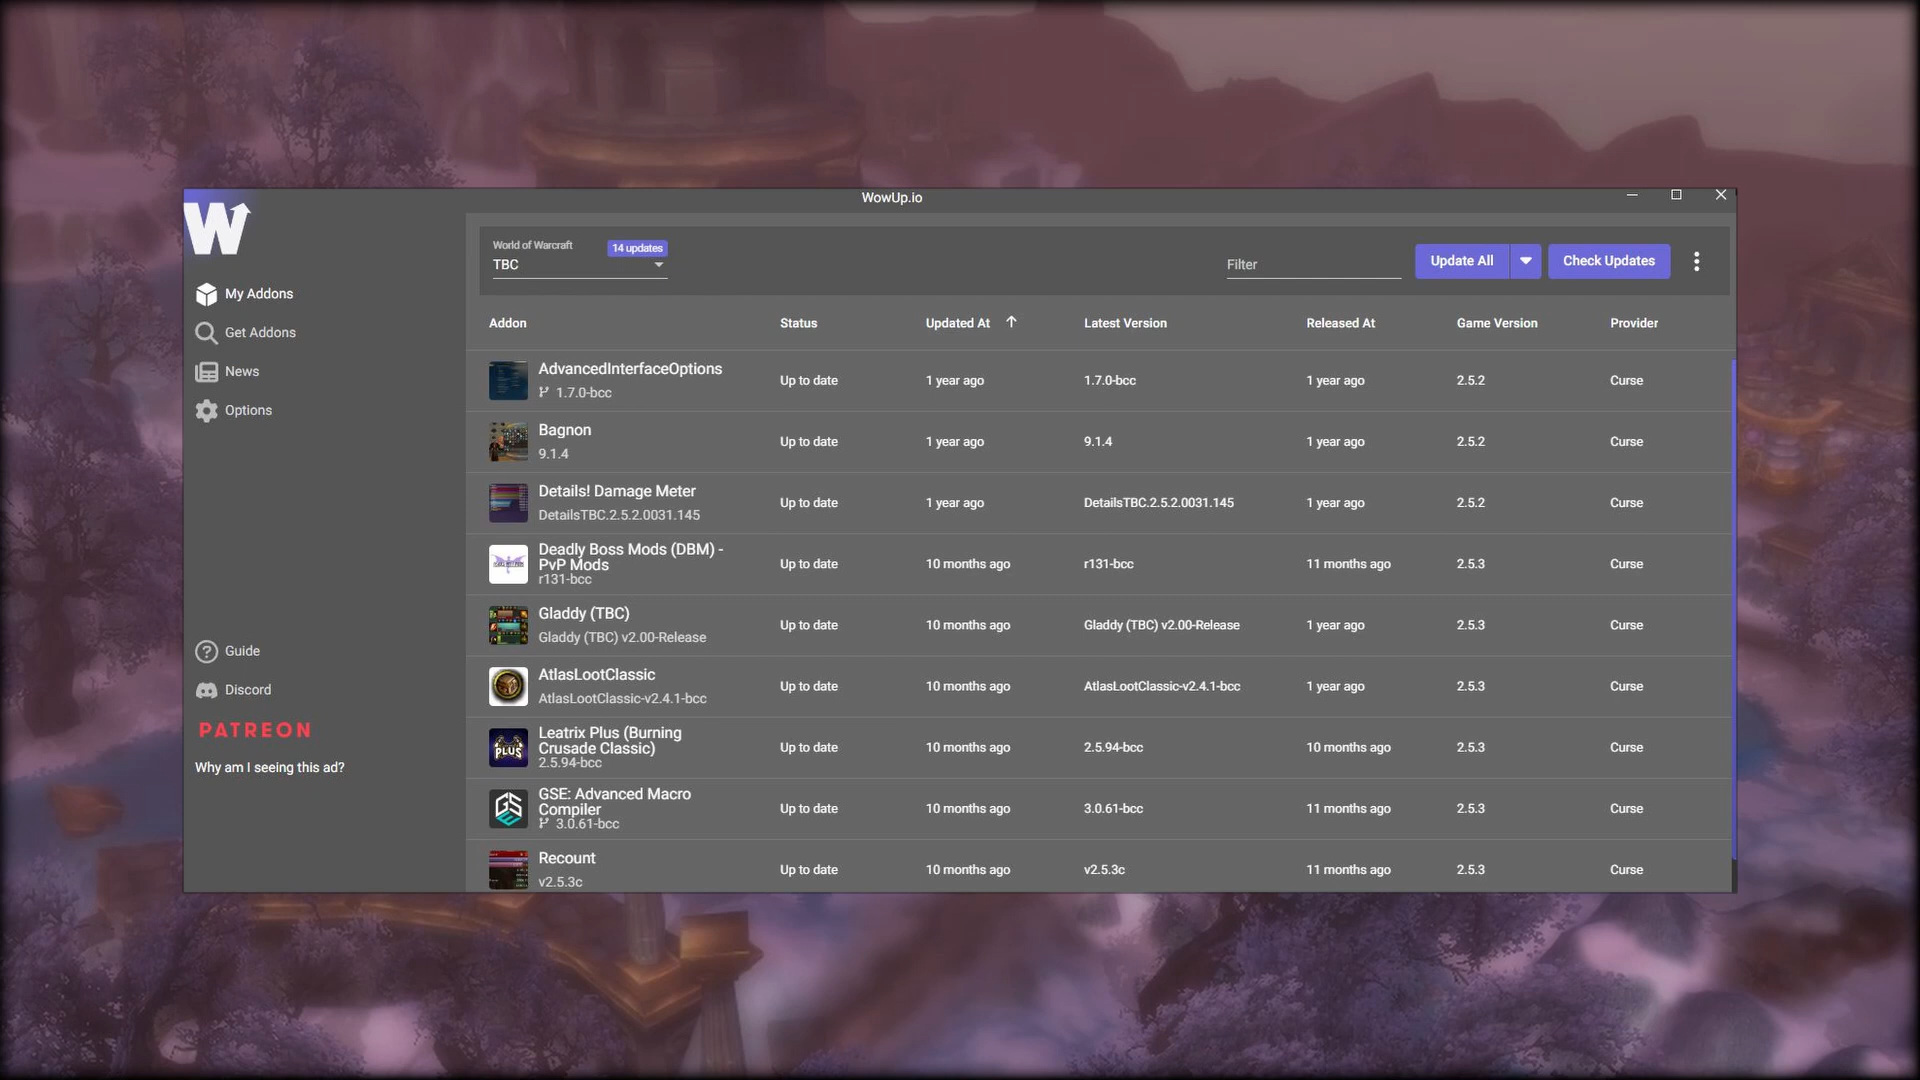 WowUp.io
W
World of Warcraft
14 updates
TBC
Filter
Update All
Check Updates
My Addons
Get Addons
News
Options
Guide
Discord
PATREON
Why am I seeing this ad?
Addon Status Updated At Latest Version Released At Game Version Provider
AdvancedInterfaceOptions
1.7.0-bcc
Up to date 1 year ago 1.7.0-bcc 1 year ago 2.5.2 Curse
Bagnon
9.1.4
Up to date 1 year ago 9.1.4 1 year ago 2.5.2 Curse
Details! Damage Meter
DetailsTBC.2.5.2.0031.145
Up to date 1 year ago DetailsTBC.2.5.2.0031.145 1 year ago 2.5.2 Curse
Deadly Boss Mods (DBM) -
PvP Mods
r131-bcc
Up to date 10 months ago r131-bcc 11 months ago 2.5.3 Curse
Gladdy (TBC)
Gladdy (TBC) v2.00-Release
Up to date 10 months ago Gladdy (TBC) v2.00-Release 1 year ago 2.5.3 Curse
AtlasLootClassic
AtlasLootClassic-v2.4.1-bcc
Up to date 10 months ago AtlasLootClassic-v2.4.1-bcc 1 year ago 2.5.3 Curse
PLUS
Leatrix Plus (Burning
Crusade Classic)
2.5.94-bcc
Up to date 10 months ago 2.5.94-bcc 10 months ago 2.5.3 Curse
GSE
GSE: Advanced Macro
Compiler
3.0.61-bcc
Up to date 10 months ago 3.0.61-bcc 11 months ago 2.5.3 Curse
Recount
v2.5.3c
Up to date 10 months ago v2.5.3c 11 months ago 2.5.3 Curse